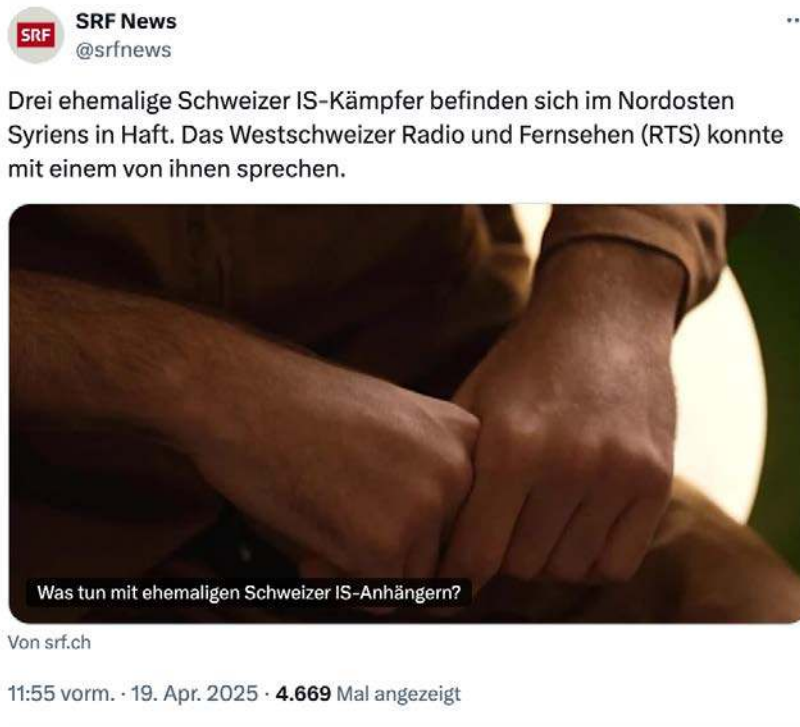 SRF
SRF News
@srfnews
Drei ehemalige Schweizer IS-Kämpfer befinden sich im Nordosten
Syriens in Haft. Das Westschweizer Radio und Fernsehen (RTS) konnte
mit einem von ihnen sprechen.
Was tun mit ehemaligen Schweizer IS-Anhängern?
Von srf.ch
11:55 vorm. · 19. Apr. 2025 · 4.669 Mal angezeigt